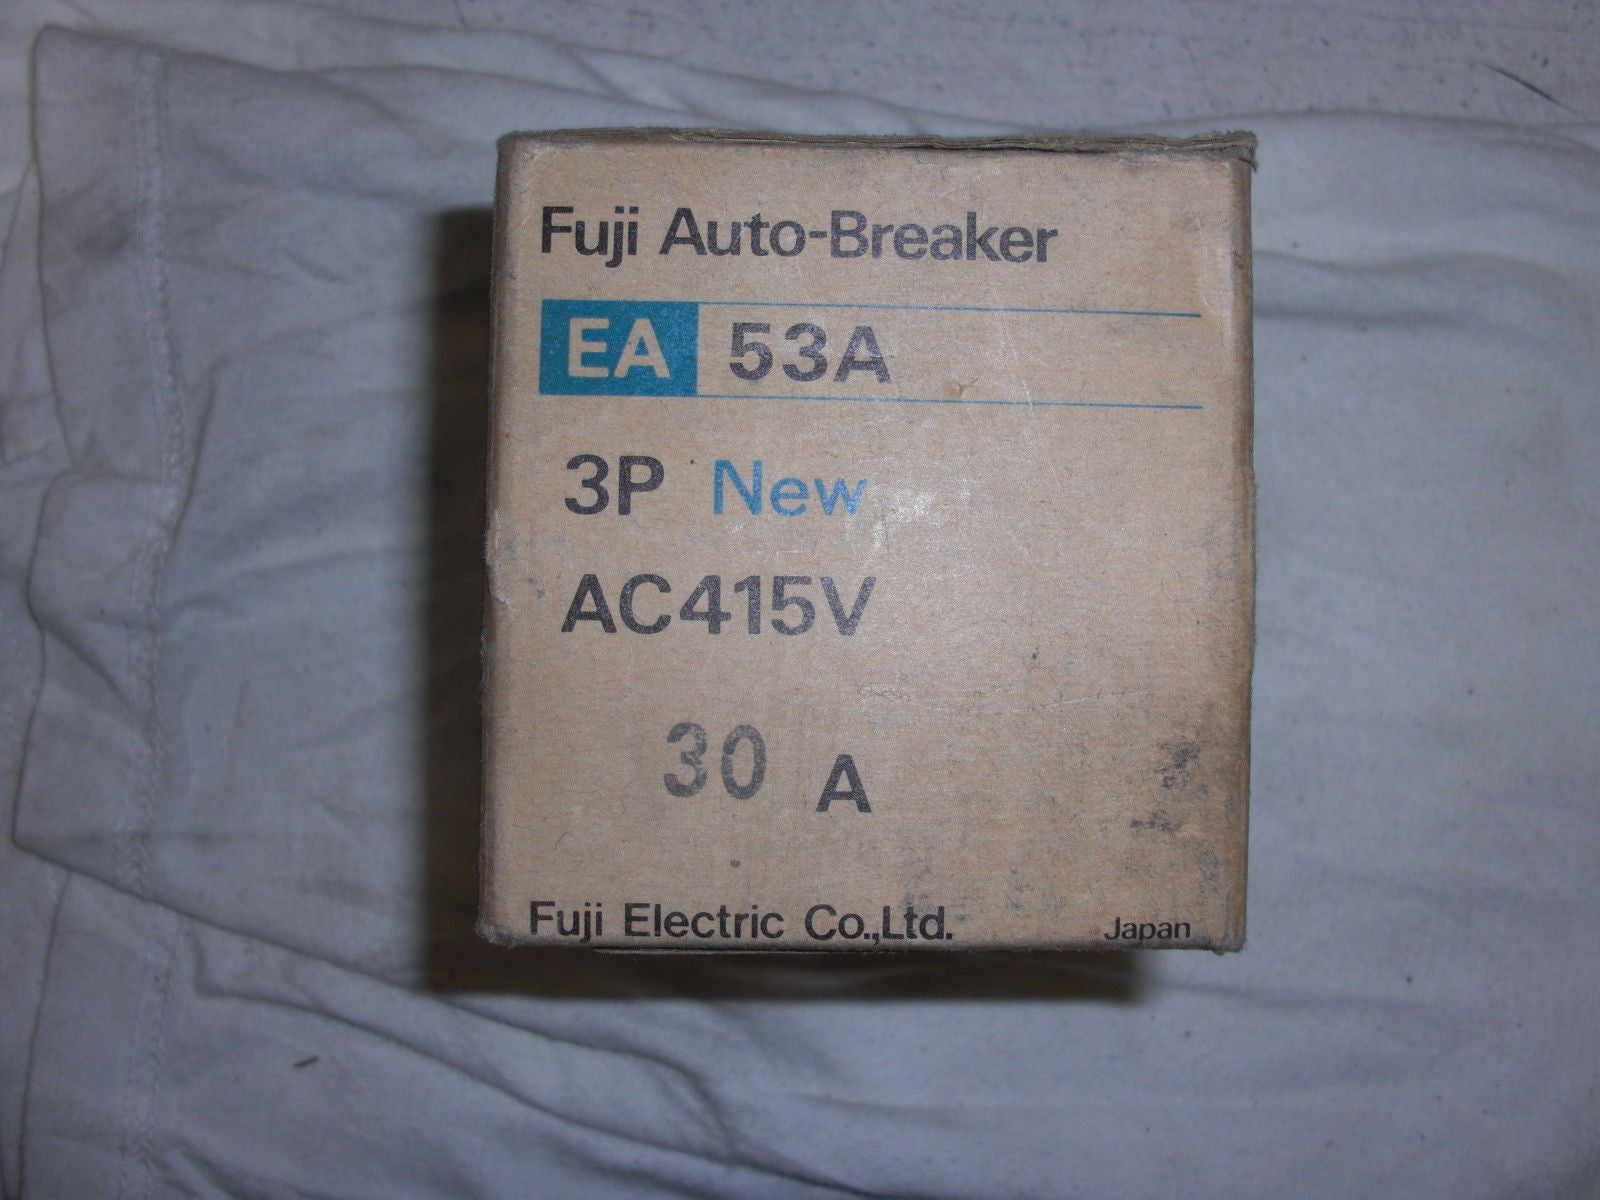 Fuji Auto-Breaker
EA 53A
3P New
AC415V
30 A
Fuji Electric Co.,Ltd. Japan